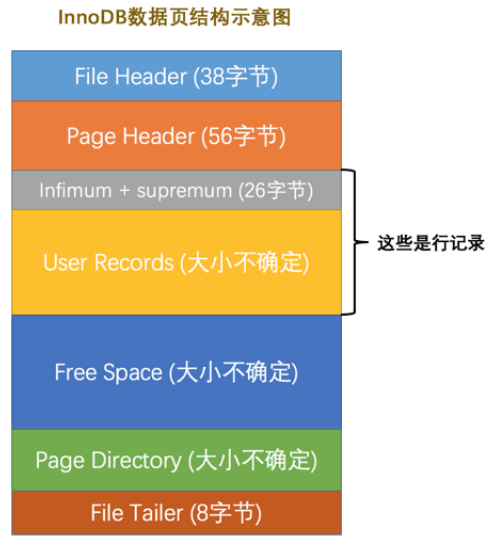 InnoDB数据页结构示意图
File Header (38字节)
Page Header (56字节)
Infimum + supremum (26字节)
这些是行记录
User Records (大小不确定)
Free Space (大小不确定)
Page Directory (大小不确定)
File Tailer (8字节)